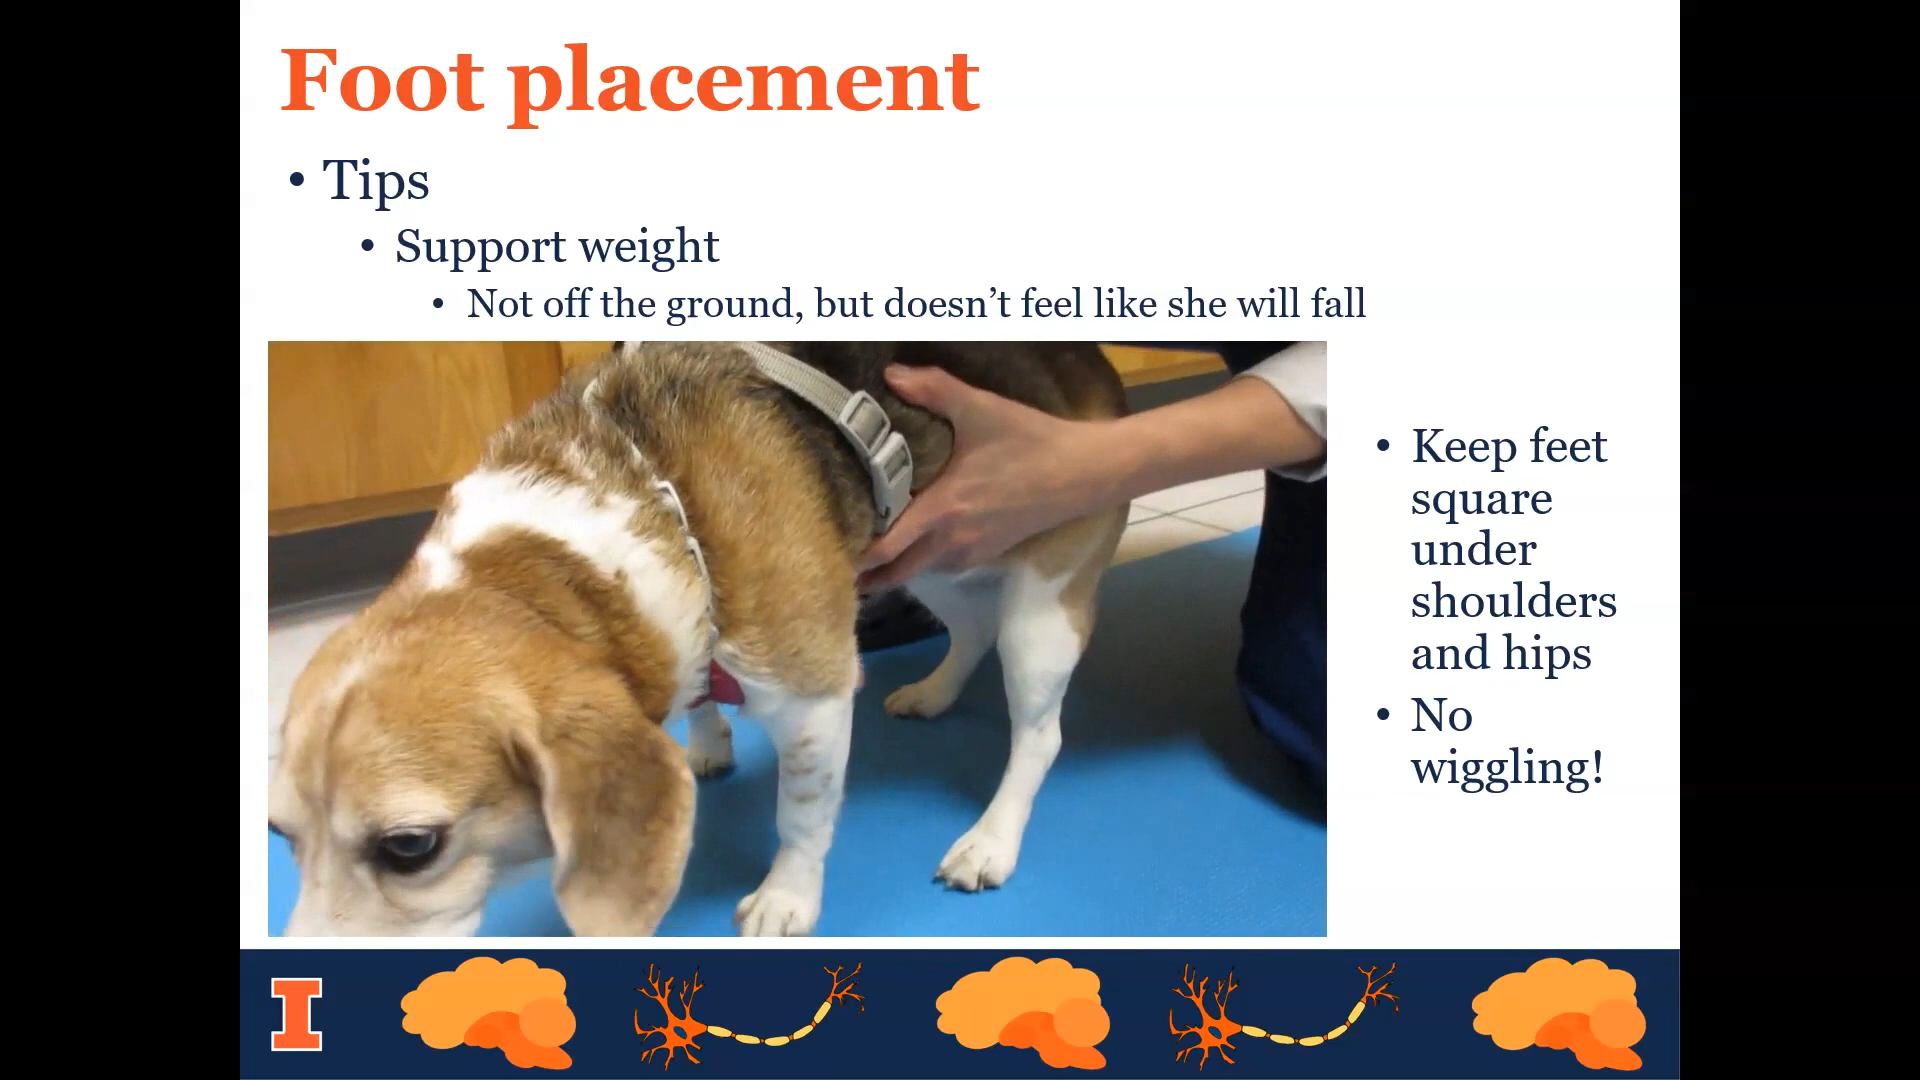 Foot placement
• Tips
• Support weight
• Not off the ground, but doesn’t feel like she will fall
• Keep feet
square
under
shoulders
and hips
• No
wiggling!
I